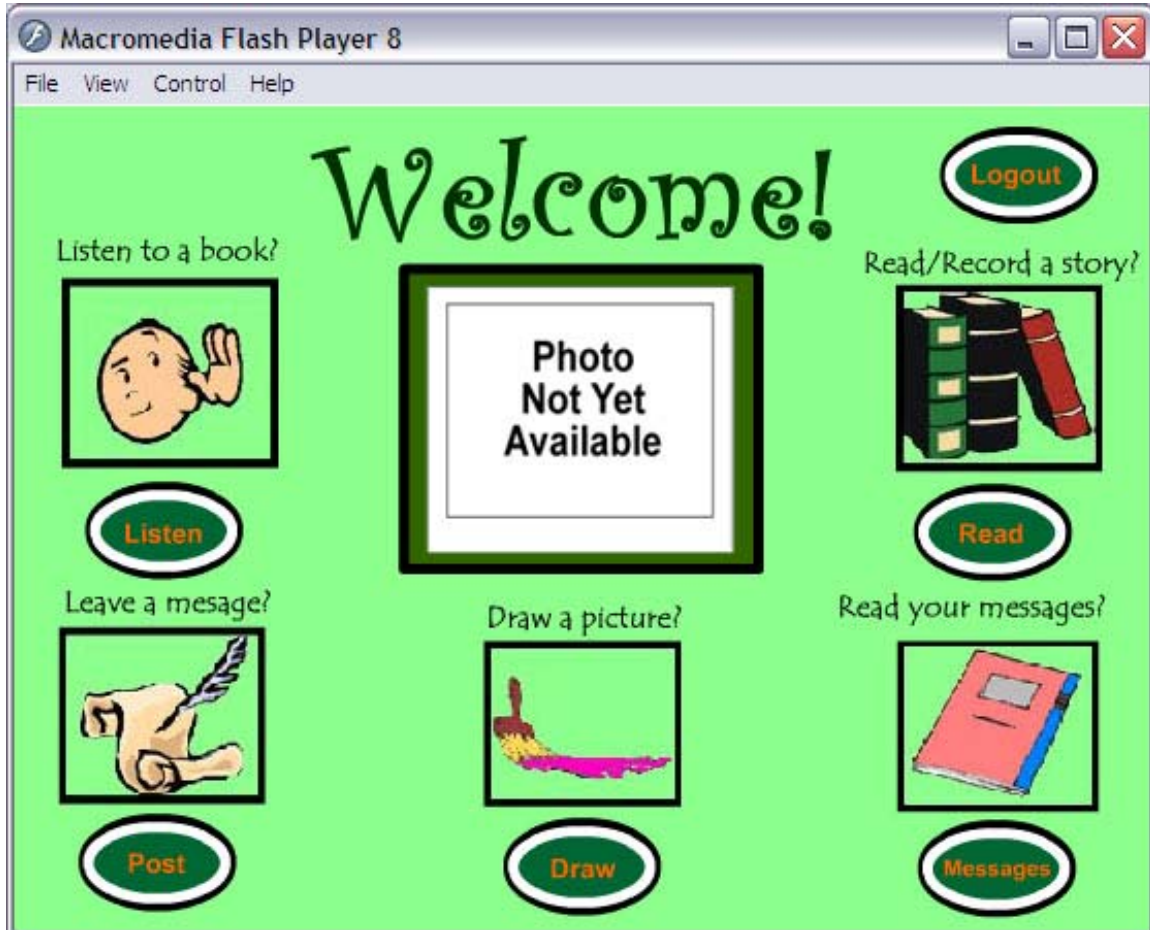 Macromedia Flash Player 8
File View Control Help
Welcome!
Logout
Listen to a book?
Read/Record a story?
Photo
Not Yet
Available
Listen
Read
Leave a mesage?
Draw a picture?
Read your messages?
Post
Draw
Messages